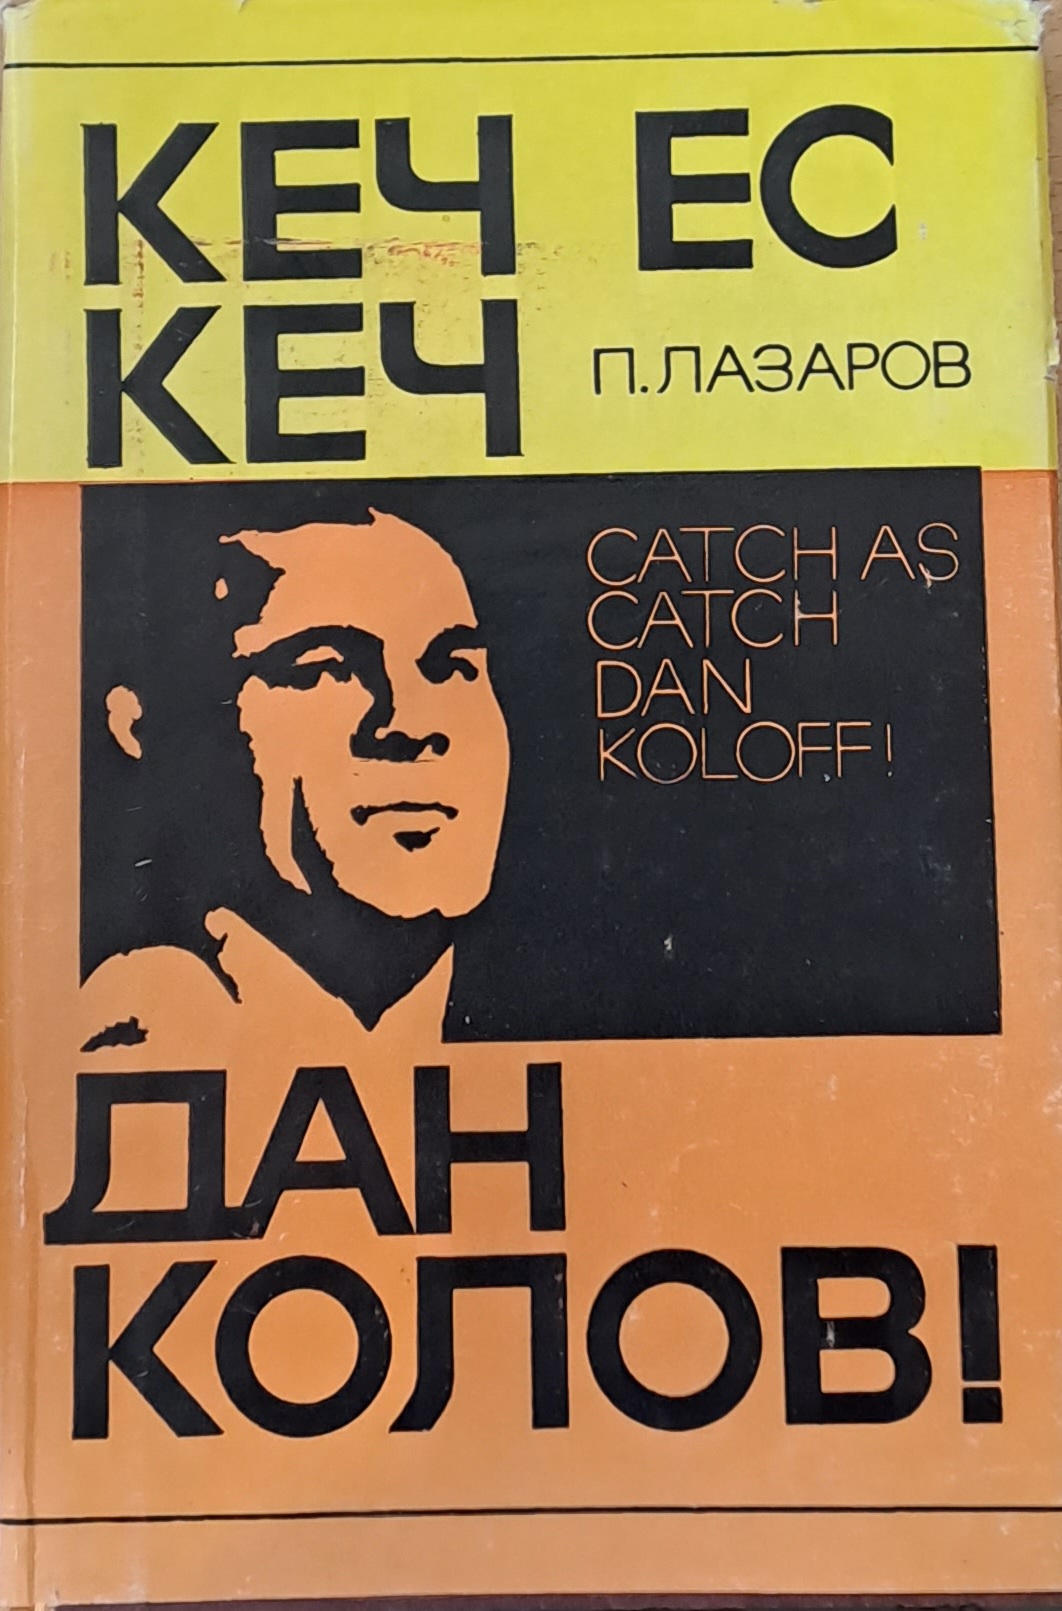 КЕЧ ЕС
КЕЧ
П. ЛАЗАРОВ
CATCH AS
CATCH
DAN
KOLOFF!
ДАН
КОЛОВ!